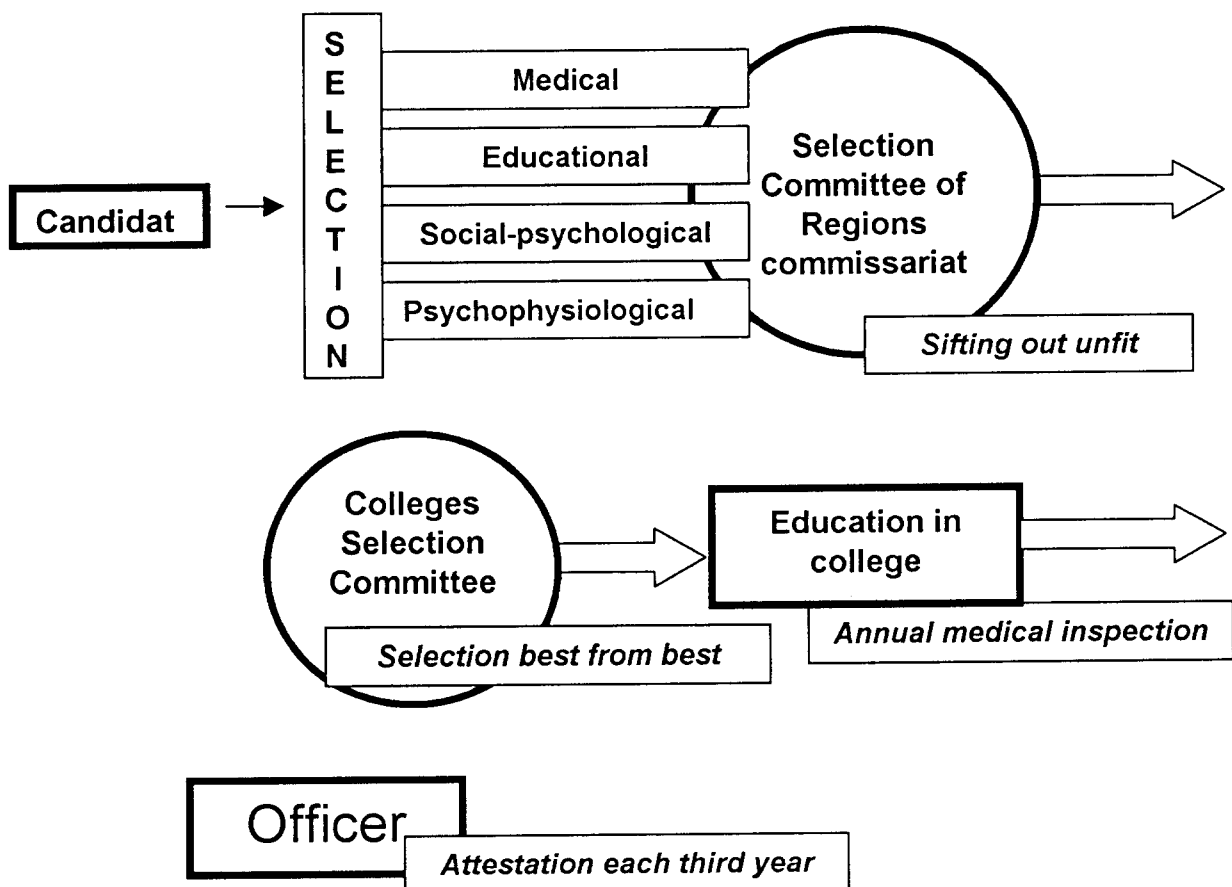 Candidat
SELECTION
Medical
Educational
Social-psychological
Psychophysiological
Selection
Committee of
Regions
commissariat
Sifting out unfit
Colleges
Selection
Committee
Selection best from best
Education in
college
Annual medical inspection
Officer
Attestation each third year